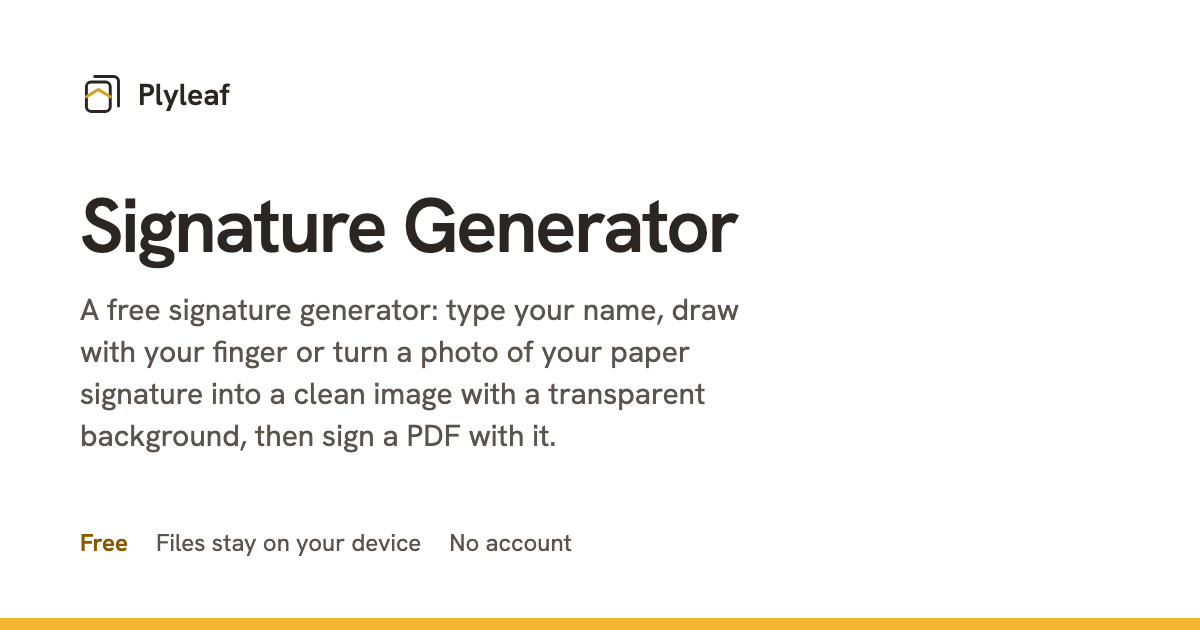 Plyleaf
Signature Generator
A free signature generator: type your name, draw
with your finger or turn a photo of your paper
signature into a clean image with a transparent
background, then sign a PDF with it.
Free Files stay on your device No account